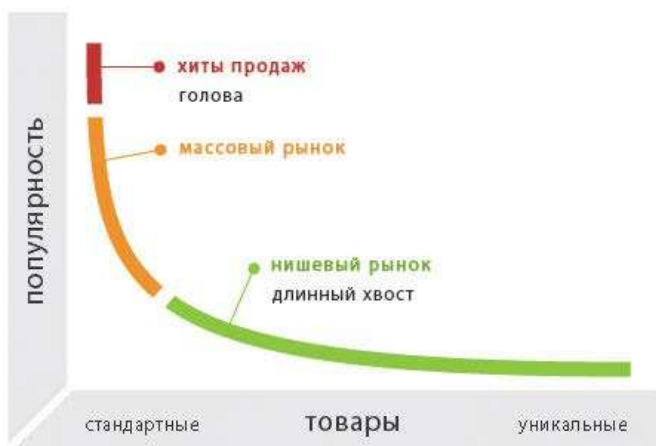 популярность
хиты продаж
голова
массовый рынок
нишевый рынок
длинный хвост
стандартные товары уникальные